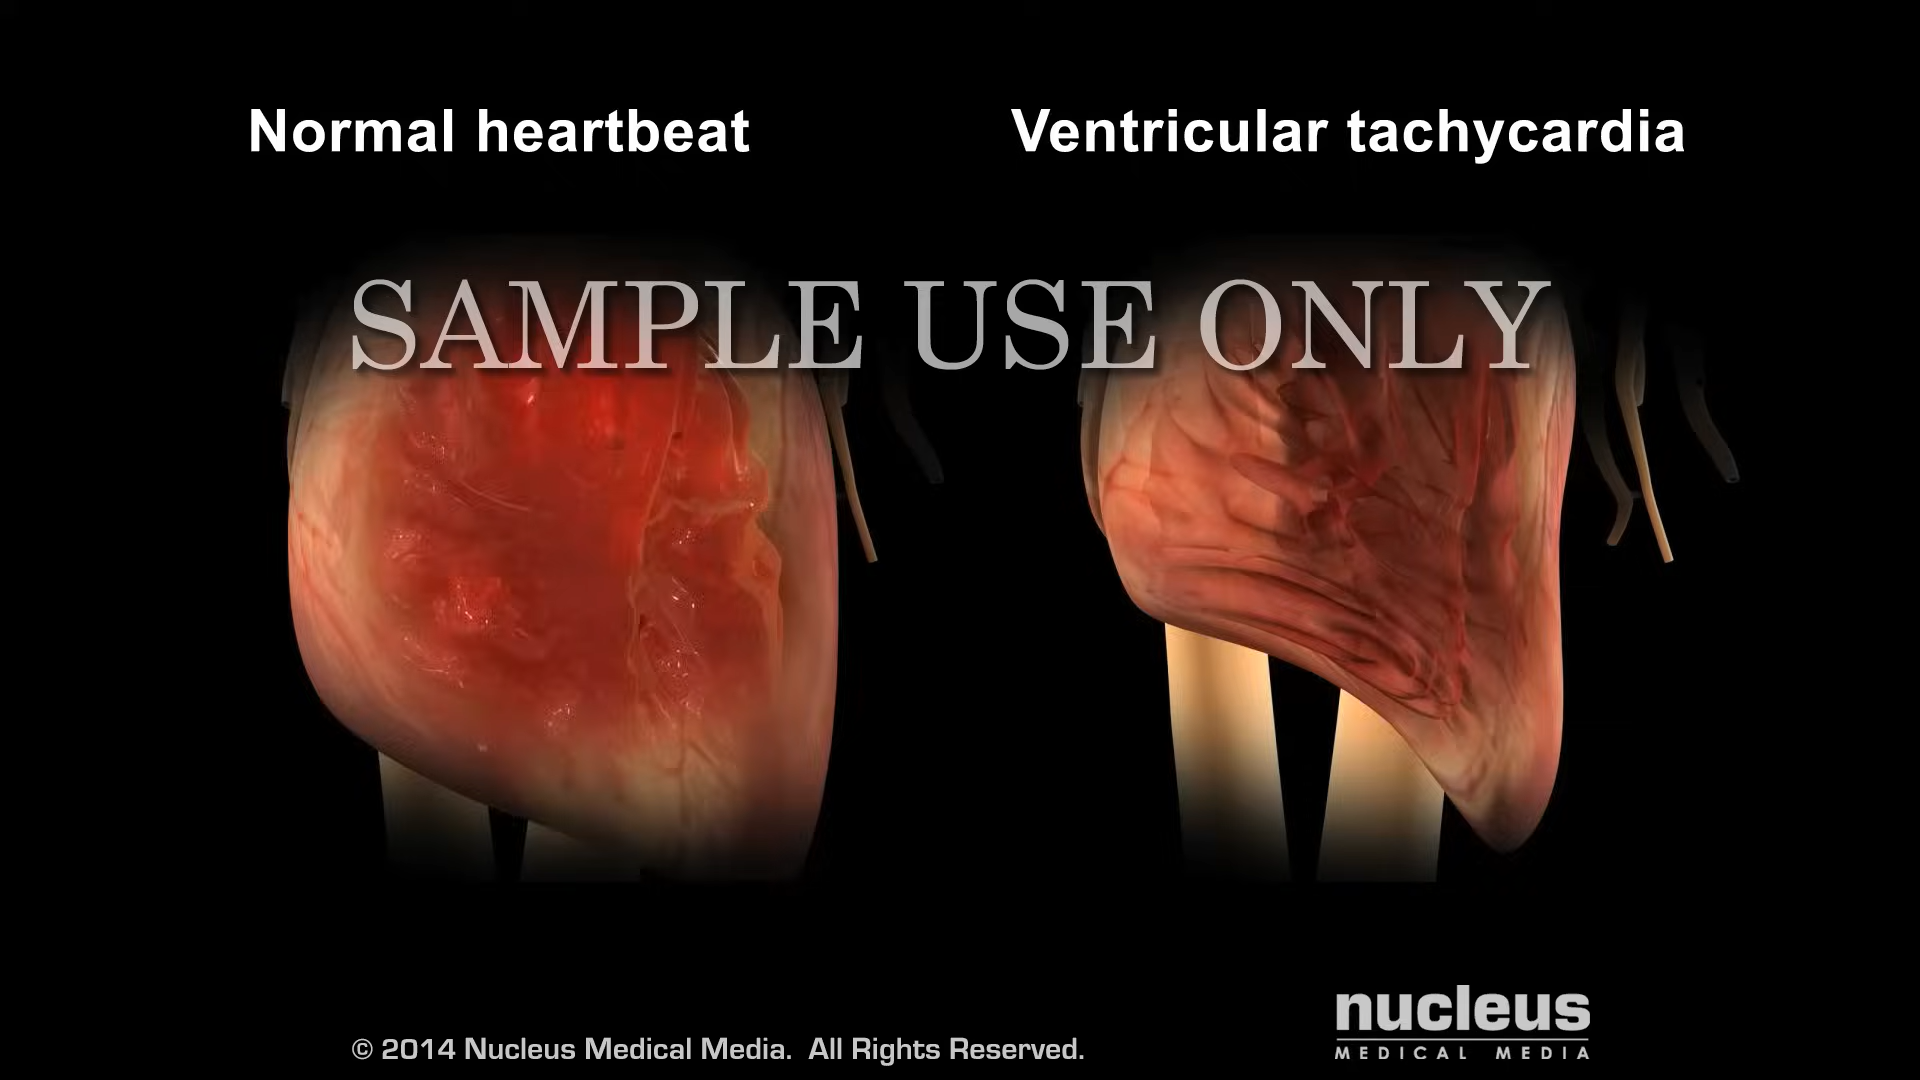 Normal heartbeat
Ventricular tachycardia
SAMPLE USE ONLY
nucleus
MEDICAL MEDIA
© 2014 Nucleus Medical Media. All Rights Reserved.